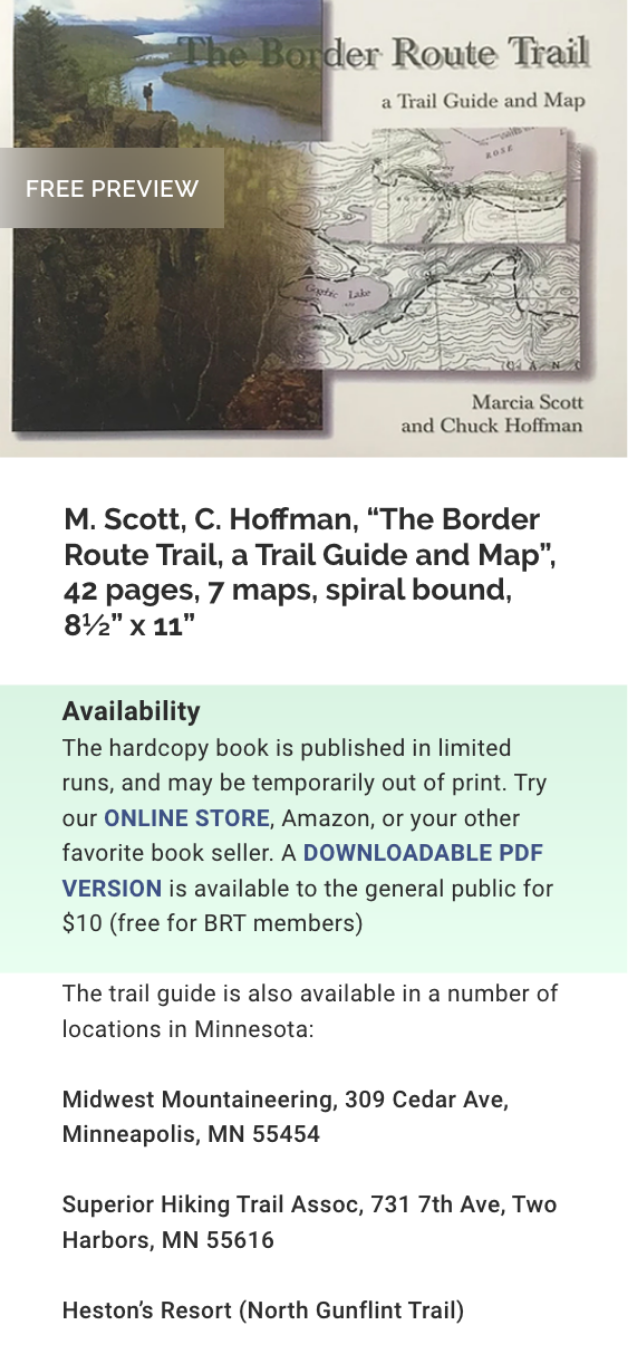 The Border Route Trail
a Trail Guide and Map
ROSE
FREE PREVIEW
Gogebic Lake
C A N
Marcia Scott
and Chuck Hoffman
M. Scott, C. Hoffman, “The Border
Route Trail, a Trail Guide and Map”,
42 pages, 7 maps, spiral bound,
8½” x 11”
Availability
The hardcopy book is published in limited
runs, and may be temporarily out of print. Try
our ONLINE STORE, Amazon, or your other
favorite book seller. A DOWNLOADABLE PDF
VERSION is available to the general public for
$10 (free for BRT members)
The trail guide is also available in a number of
locations in Minnesota:
Midwest Mountaineering, 309 Cedar Ave,
Minneapolis, MN 55454
Superior Hiking Trail Assoc, 731 7th Ave, Two
Harbors, MN 55616
Heston’s Resort (North Gunflint Trail)